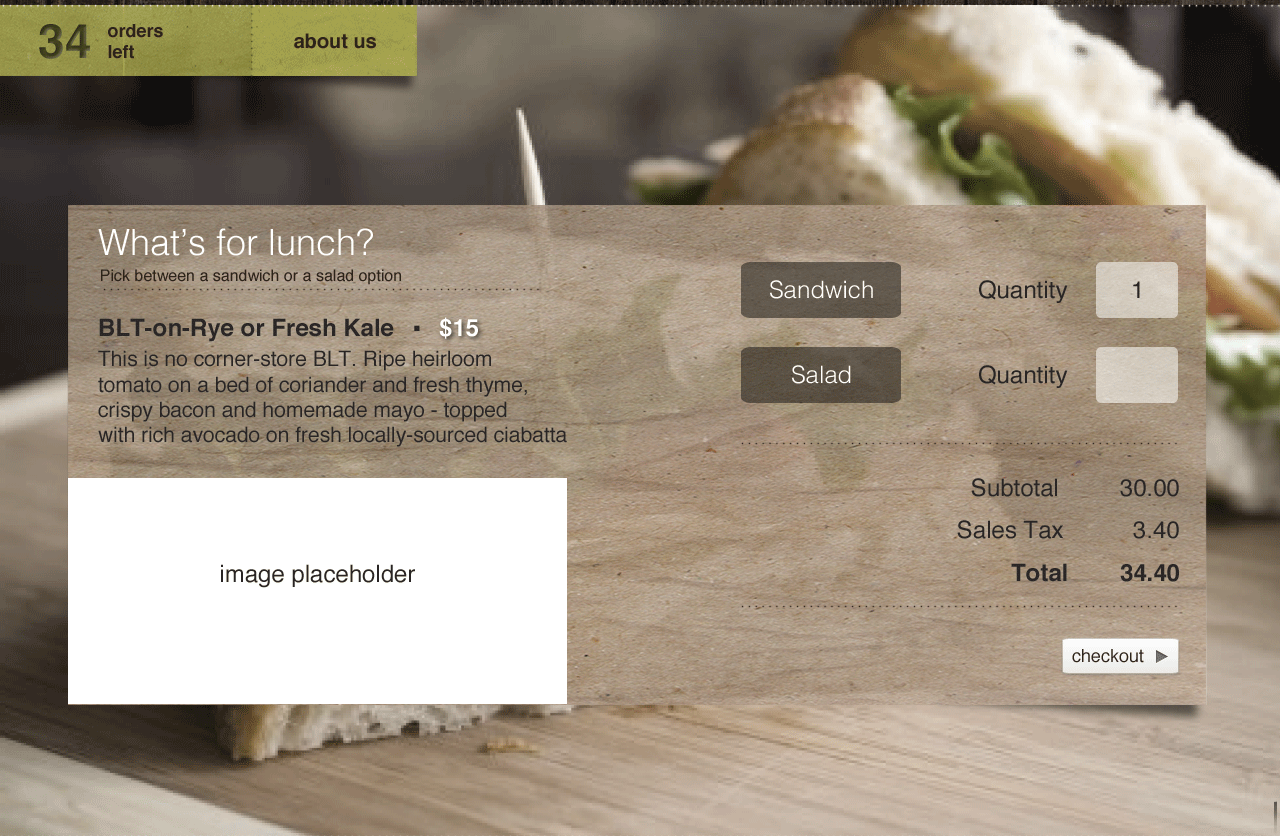 34 orders
left
about us
What's for lunch?
Pick between a sandwich or a salad option
BLT-on-Rye or Fresh Kale ▪ $15
This is no corner-store BLT. Ripe heirloom
tomato on a bed of coriander and fresh thyme,
crispy bacon and homemade mayo - topped
with rich avocado on fresh locally-sourced ciabatta
image placeholder
Sandwich Quantity 1
Salad Quantity
Subtotal 30.00
Sales Tax 3.40
Total 34.40
checkout ▶